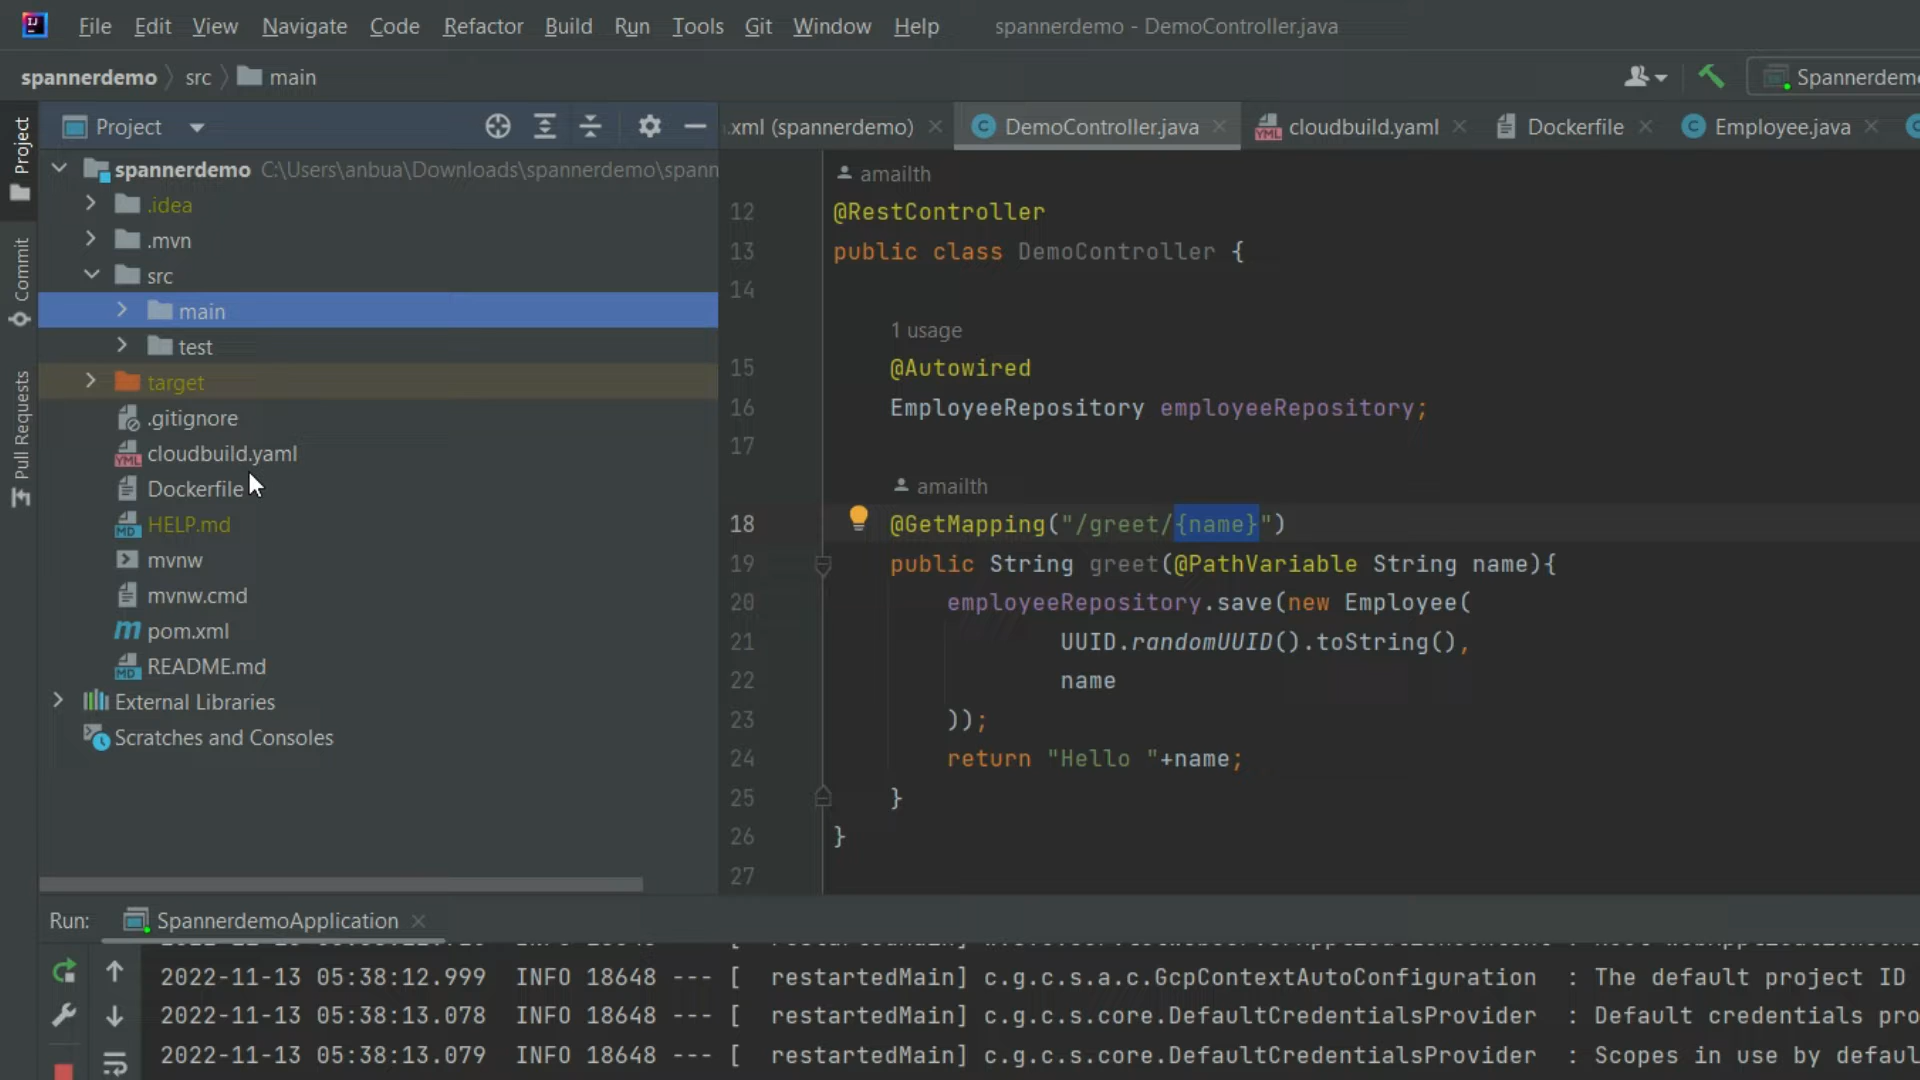 File Edit View Navigate Code Refactor Build Run Tools Git Window Help spannerdemo - DemoController.java
spannerdemo src main
Spannerdemo
Project
Commit
Pull Requests
Project
.xml (spannerdemo) DemoController.java cloudbuild.yaml Dockerfile Employee.java
spannerdemo C:\Users\anbua\Downloads\spannerdemo\spann
.idea
.mvn
src
main
test
target
.gitignore
cloudbuild.yaml
Dockerfile
HELP.md
mvnw
mvnw.cmd
pom.xml
README.md
External Libraries
Scratches and Consoles
amailth
12 @RestController
13 public class DemoController {
14
1 usage
15 @Autowired
16 EmployeeRepository employeeRepository;
17
amailth
18 @GetMapping("/greet/{name}")
19 public String greet(@PathVariable String name){
20 employeeRepository.save(new Employee(
21 UUID.randomUUID().toString(),
22 name
23 ));
24 return "Hello "+name;
25 }
26 }
27
Run: SpannerdemoApplication
2022-11-13 05:38:12.999 INFO 18648 --- [ restartedMain] c.g.c.s.a.c.GcpContextAutoConfiguration : The default project ID
2022-11-13 05:38:13.078 INFO 18648 --- [ restartedMain] c.g.c.s.core.DefaultCredentialsProvider : Default credentials pro
2022-11-13 05:38:13.079 INFO 18648 --- [ restartedMain] c.g.c.s.core.DefaultCredentialsProvider : Scopes in use by defaul